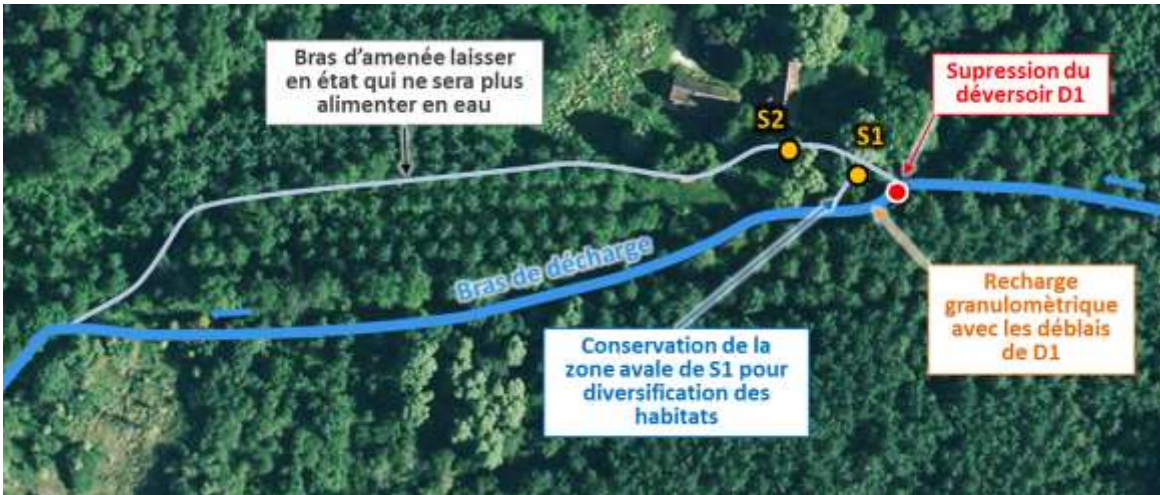 Bras d'amenée laisser
en état qui ne sera plus
alimenter en eau
Supression du
déversoir D1
S2
S1
Bras de décharge
Recharge
granulomètrique
avec les déblais
de D1
Conservation de la
zone avale de S1 pour
diversification des
habitats